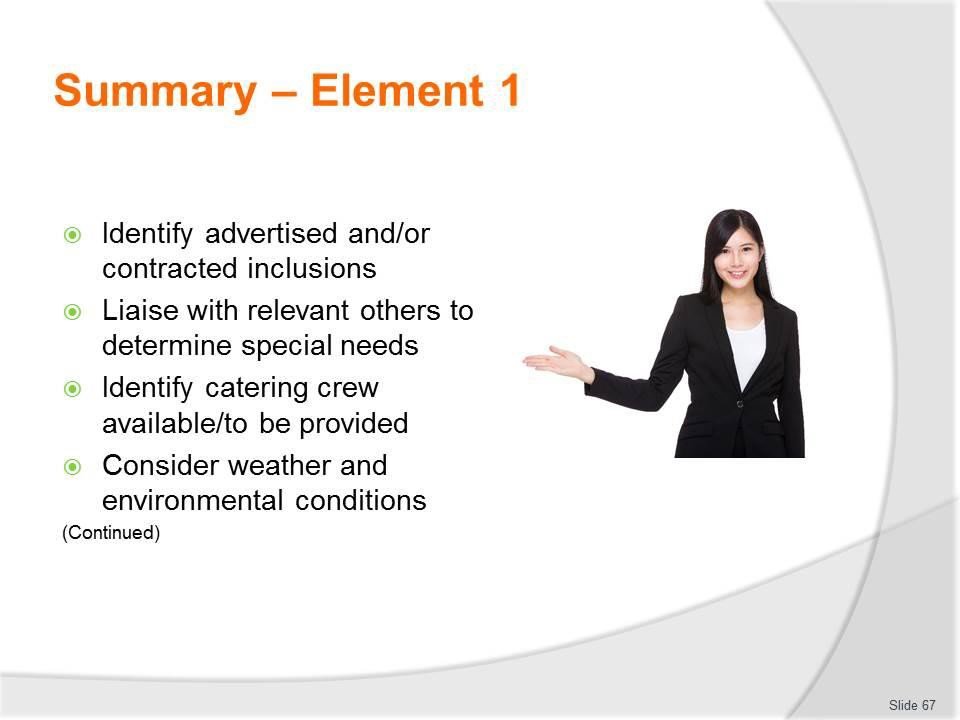 Summary – Element 1
Identify advertised and/or
contracted inclusions
Liaise with relevant others to
determine special needs
Identify catering crew
available/to be provided
Consider weather and
environmental conditions
(Continued)
Slide 67